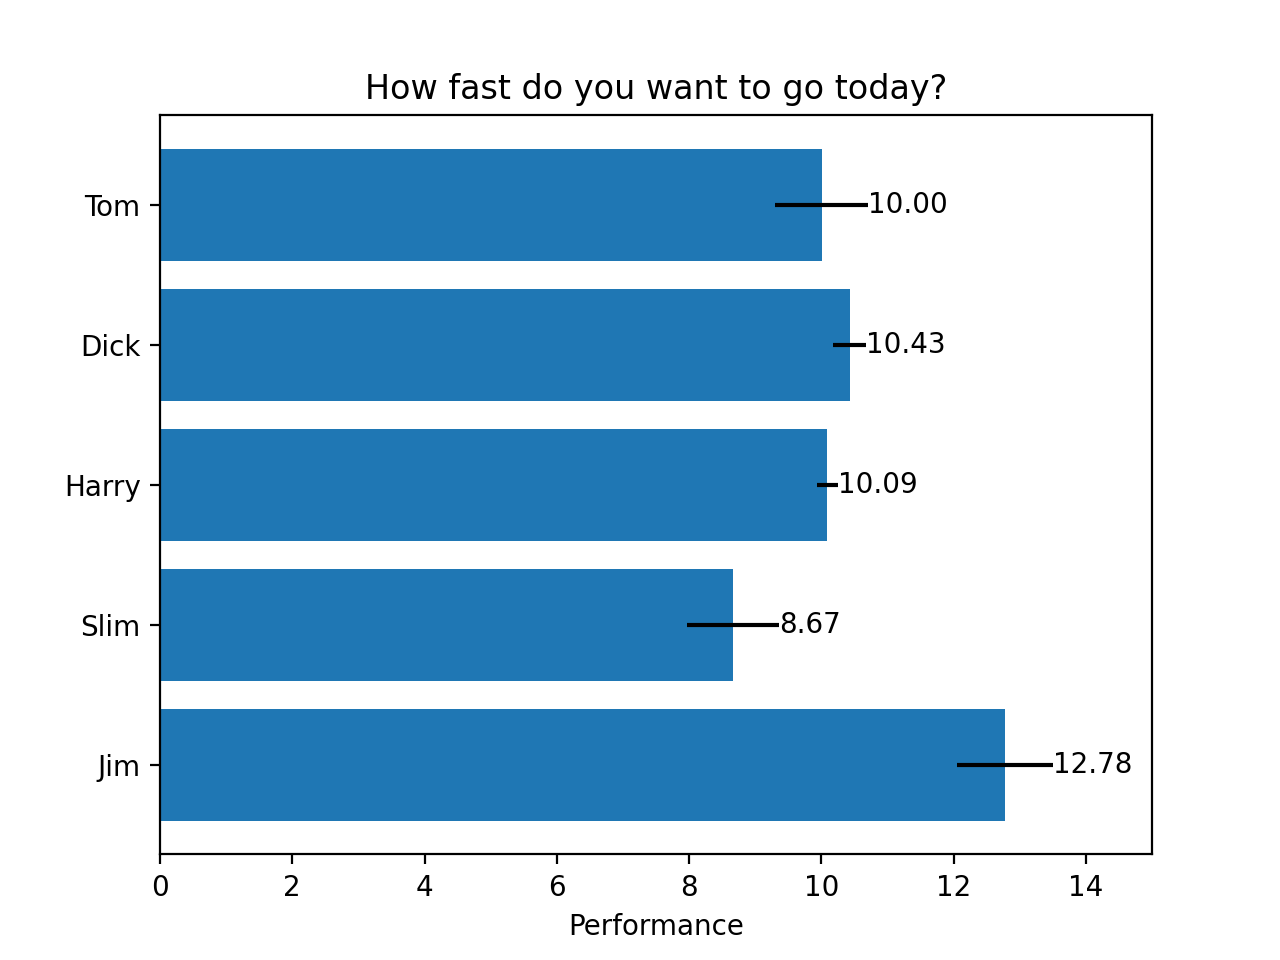 How fast do you want to go today?
Tom
10.00
Dick
10.43
Harry
10.09
Slim
8.67
Jim
12.78
0 2 4 6 8 10 12 14
Performance